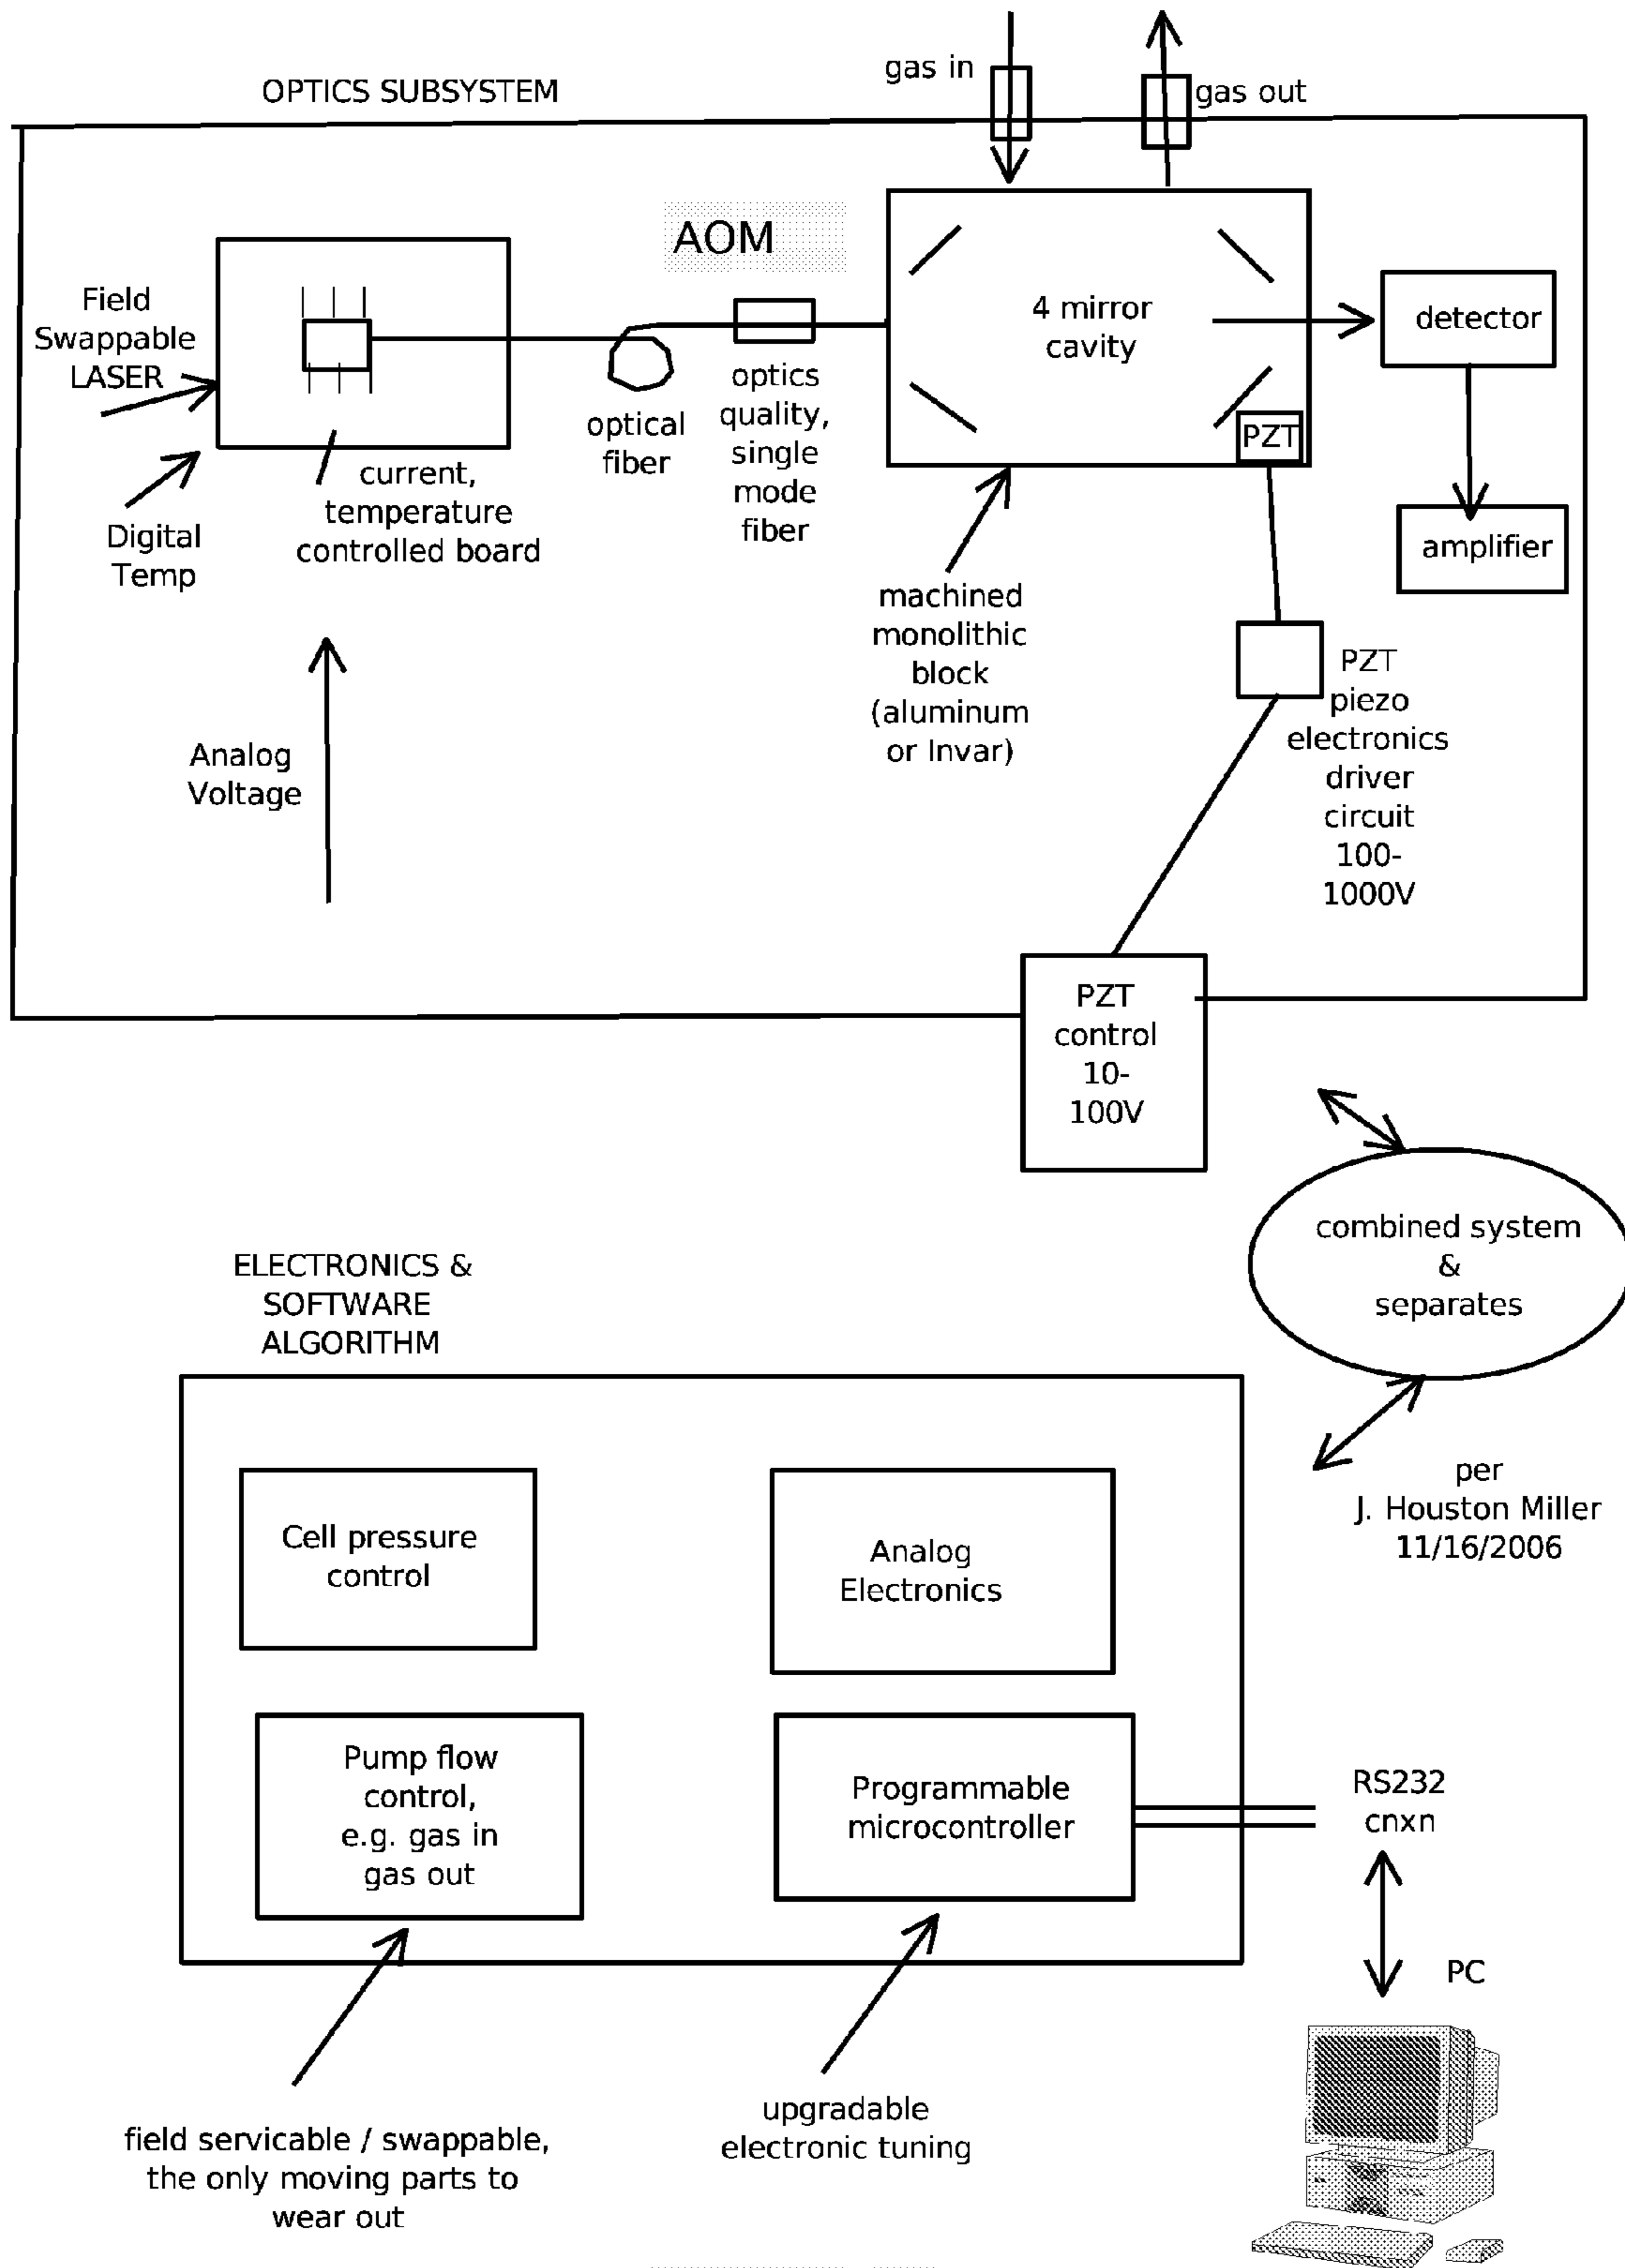 OPTICS SUBSYSTEM
gas in
gas out
AOM
Field
Swappable
LASER
4 mirror
cavity
detector
optics
quality,
single
mode
fiber
optical
fiber
PZT
current,
temperature
controlled board
Digital
Temp
amplifier
machined
monolithic
block
(aluminum
or Invar)
PZT
piezo
electronics
driver
circuit
100-
1000V
Analog
Voltage
PZT
control
10-
100V
combined system
&
separates
ELECTRONICS &
SOFTWARE
ALGORITHM
per
J. Houston Miller
11/16/2006
Cell pressure
control
Analog
Electronics
Pump flow
control,
e.g. gas in
gas out
Programmable
microcontroller
RS232
cnxn
PC
field servicable / swappable,
the only moving parts to
wear out
upgradable
electronic tuning